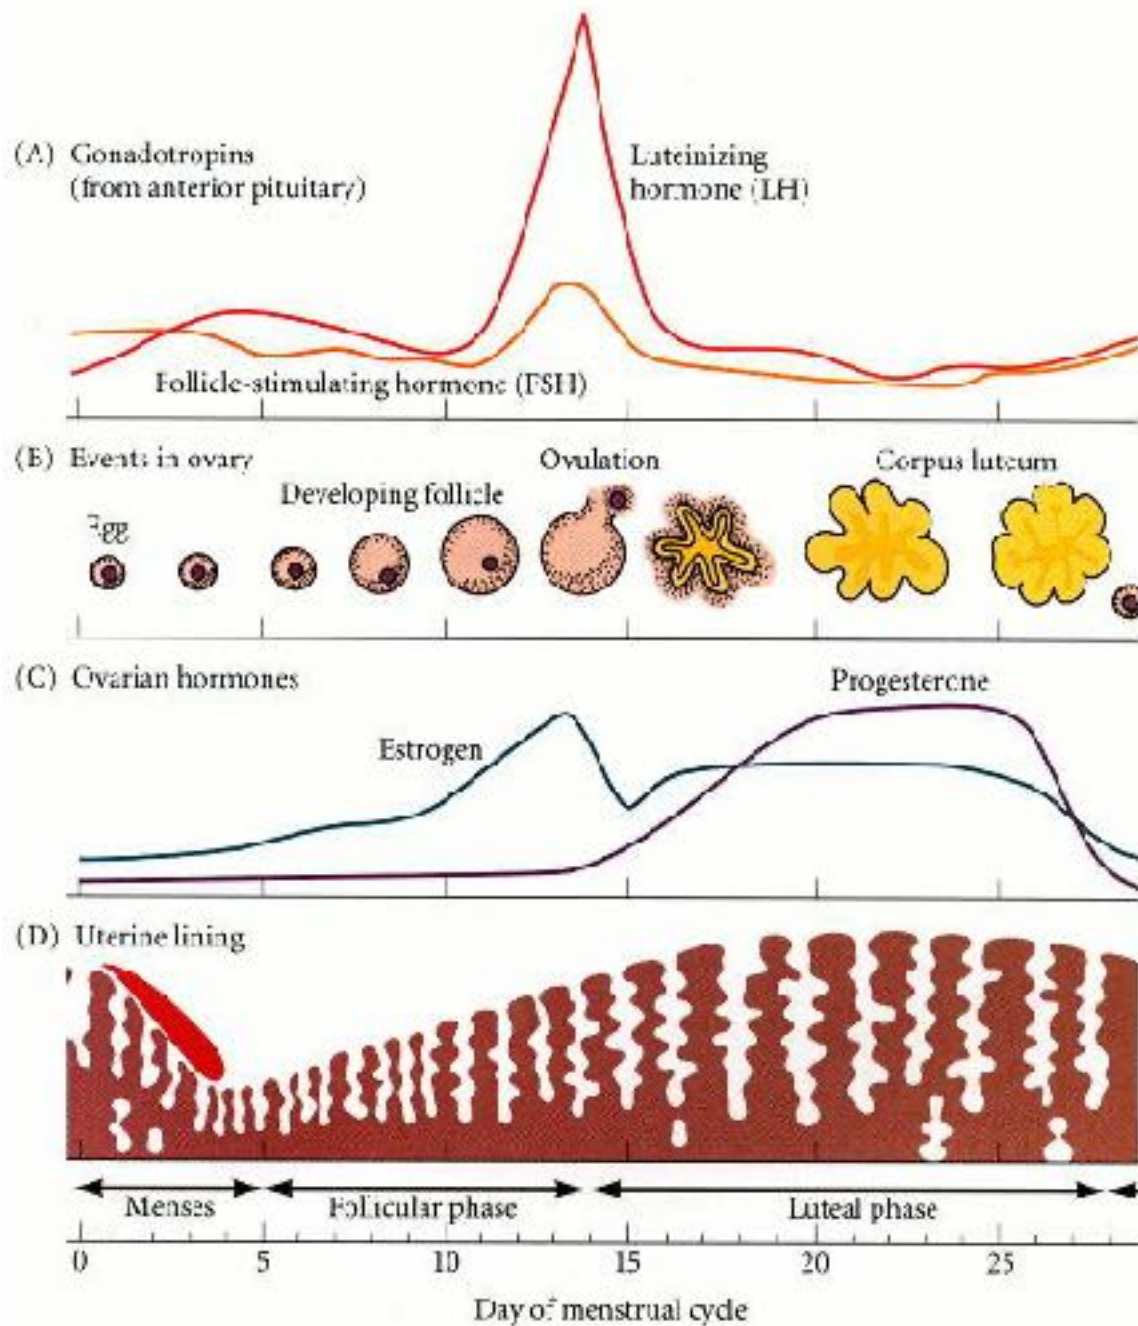 (A) Gonadotropins
(from anterior pituitary)
Luteinizing
hormone (LH)
Follicle-stimulating hormone (FSH)
(B) Events in ovary
Ovulation
Corpus luteum
Developing follicle
Egg
(C) Ovarian hormones
Progesterone
Estrogen
(D) Uterine lining
Menses
Follicular phase
Luteal phase
0 5 10 15 20 25
Day of menstrual cycle